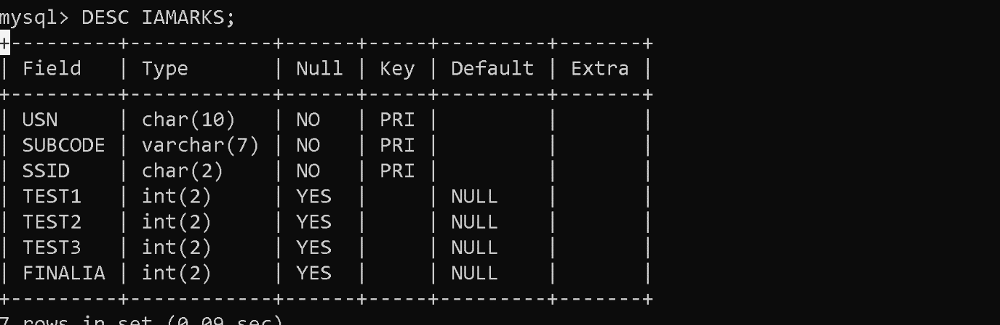 mysql> DESC IAMARKS;
+---------+------------+------+-----+---------+-------+
| Field   | Type       | Null | Key | Default | Extra |
+---------+------------+------+-----+---------+-------+
| USN     | char(10)   | NO   | PRI |         |       |
| SUBCODE | varchar(7) | NO   | PRI |         |       |
| SSID    | char(2)    | NO   | PRI |         |       |
| TEST1   | int(2)     | YES  |     | NULL    |       |
| TEST2   | int(2)     | YES  |     | NULL    |       |
| TEST3   | int(2)     | YES  |     | NULL    |       |
| FINALIA | int(2)     | YES  |     | NULL    |       |
+---------+------------+------+-----+---------+-------+
7 rows in set (0.09 sec)